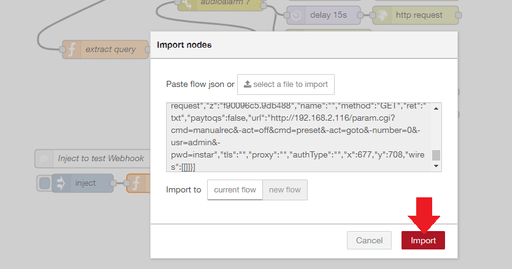 audioalarm 7
delay 15s
http request
extract query
Import nodes
Paste flow json or
select a file to import
request","z":"f90096c5.9db488","name":"","method":"GET","ret":"
txt","paytoqs":false,"url":"http://192.168.2.116/param.cgi?
cmd=manualrec&-act=off&cmd=preset&-act=goto&-number=0&-
usr=admin&-
pwd=instar","tls":"","proxy":"","authType":"","x":677,"y":708,"wire
s":[[]]}]
Inject to test Webhook
inject
Import to
current flow
new flow
Cancel
Import